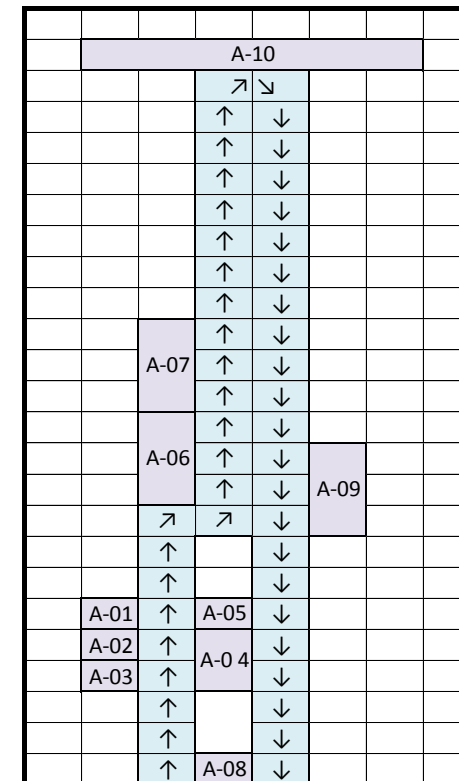 A-10
↗ ↘
↑ ↓
↑ ↓
↑ ↓
↑ ↓
↑ ↓
↑ ↓
↑ ↓
↑ ↓
A-07 ↑ ↓
↑ ↓
↑ ↓
A-06 ↑ ↓
↑ ↓ A-09
↑ ↓
↗ ↗ ↓
↑ ↓
↑ ↓
A-01 ↑ A-05 ↓
A-02 ↑ A-0 4 ↓
A-03 ↑ ↓
↑ ↓
↑ ↓
↑ A-08 ↓